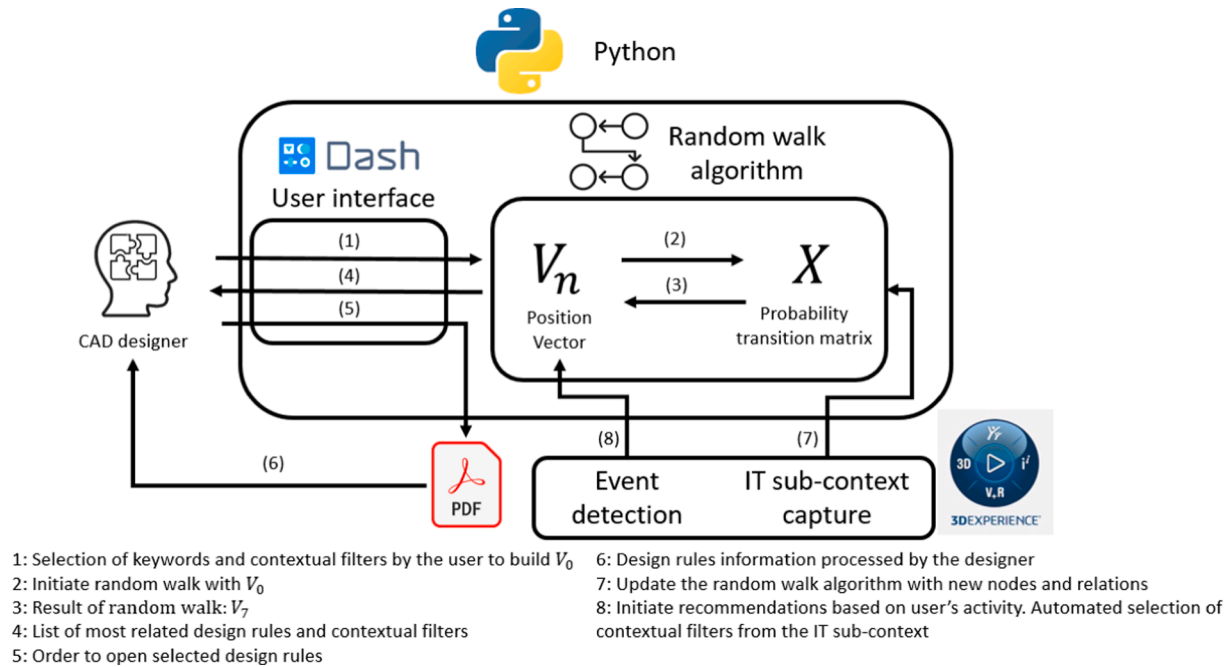 Python
Dash
User interface
Random walk
algorithm
(1)
(4)
(5)
CAD designer
Vn
Position
Vector
(2)
(3)
X
Probability
transition matrix
(6)
PDF
(8)
(7)
Event
detection
IT sub-context
capture
3D
V+R
3DEXPERIENCE
1: Selection of keywords and contextual filters by the user to build V0
2: Initiate random walk with V0
3: Result of random walk: V7
4: List of most related design rules and contextual filters
5: Order to open selected design rules
6: Design rules information processed by the designer
7: Update the random walk algorithm with new nodes and relations
8: Initiate recommendations based on user's activity. Automated selection of
contextual filters from the IT sub-context